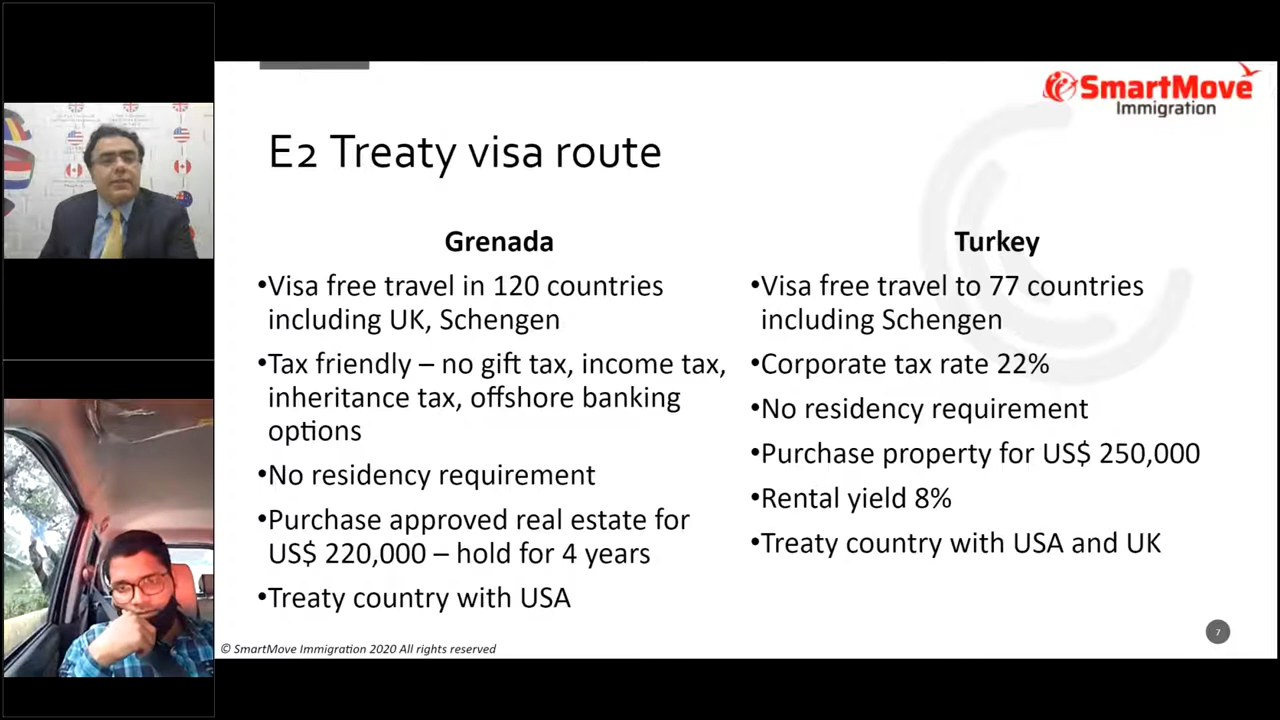 SmartMove
Immigration
E2 Treaty visa route
Grenada
•Visa free travel in 120 countries
including UK, Schengen
•Tax friendly – no gift tax, income tax,
inheritance tax, offshore banking
options
•No residency requirement
•Purchase approved real estate for
US$ 220,000 – hold for 4 years
•Treaty country with USA
Turkey
•Visa free travel to 77 countries
including Schengen
•Corporate tax rate 22%
•No residency requirement
•Purchase property for US$ 250,000
•Rental yield 8%
•Treaty country with USA and UK
© SmartMove Immigration 2020 All rights reserved
7